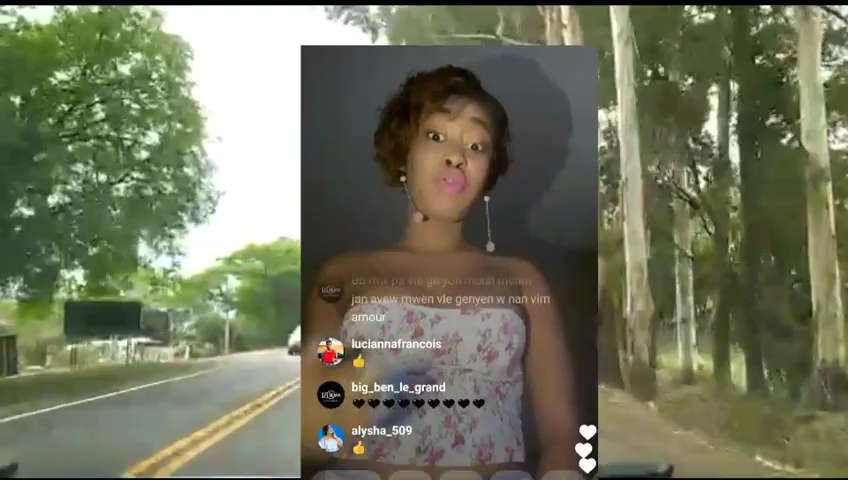 jan avew mwen vle genyen w nan vim
amour
luciannafrancois
👍
big_ben_le_grand
🖤🖤🖤🖤🖤🖤🖤🖤🖤
alysha_509
👍